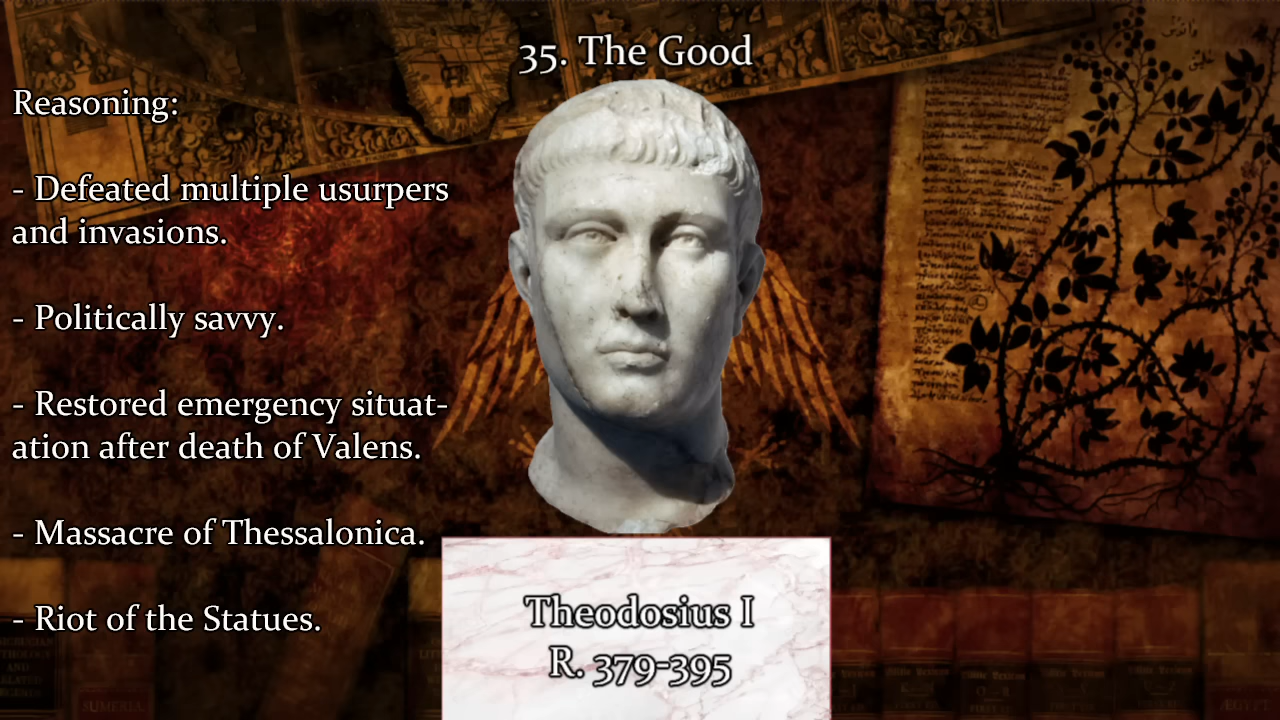 35. The Good
Reasoning:
- Defeated multiple usurpers
and invasions.
- Politically savvy.
- Restored emergency situat-
ation after death of Valens.
- Massacre of Thessalonica.
- Riot of the Statues.
Theodosius I
R. 379-395
SUMERIA